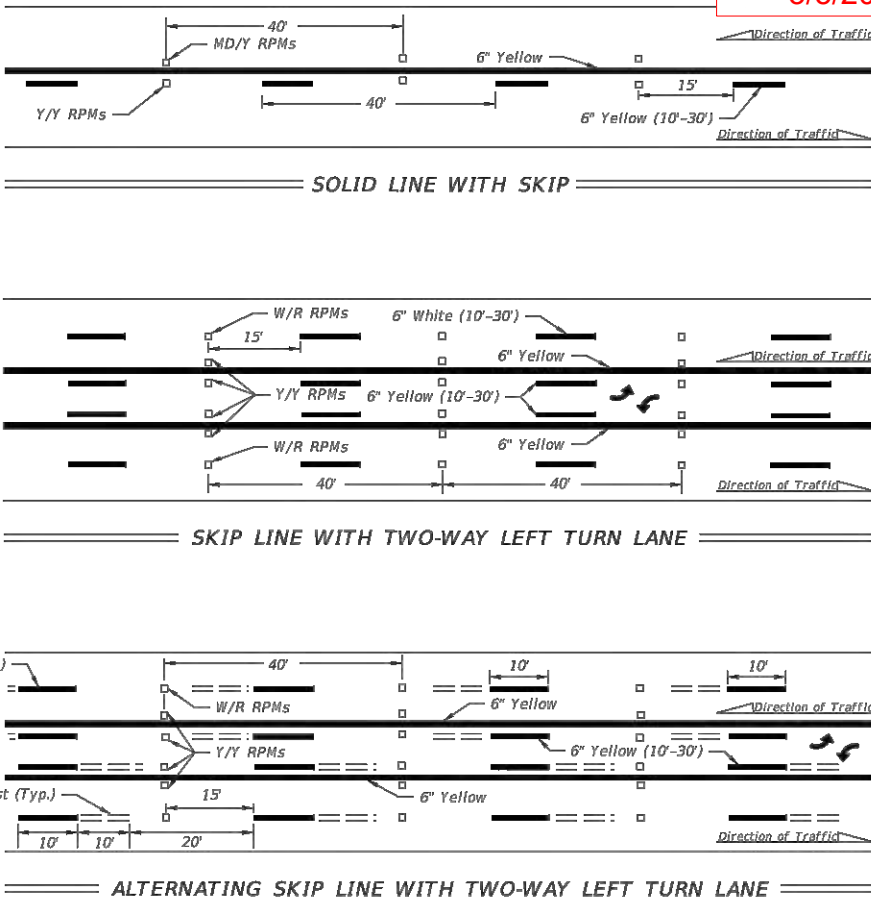 40'
Direction of Traffic
MD/Y RPMs
6" Yellow
15'
40'
Y/Y RPMs
6" Yellow (10'-30')
Direction of Traffic
SOLID LINE WITH SKIP
W/R RPMs
6" White (10'-30')
15'
6" Yellow
Direction of Traffic
Y/Y RPMs
6" Yellow (10'-30')
W/R RPMs
6" Yellow
40'
40'
Direction of Traffic
SKIP LINE WITH TWO-WAY LEFT TURN LANE
40'
10'
10'
W/R RPMs
6" Yellow
Direction of Traffic
Y/Y RPMs
6" Yellow (10'-30')
(Typ.)
15'
6" Yellow
10'
10'
20'
Direction of Traffic
ALTERNATING SKIP LINE WITH TWO-WAY LEFT TURN LANE